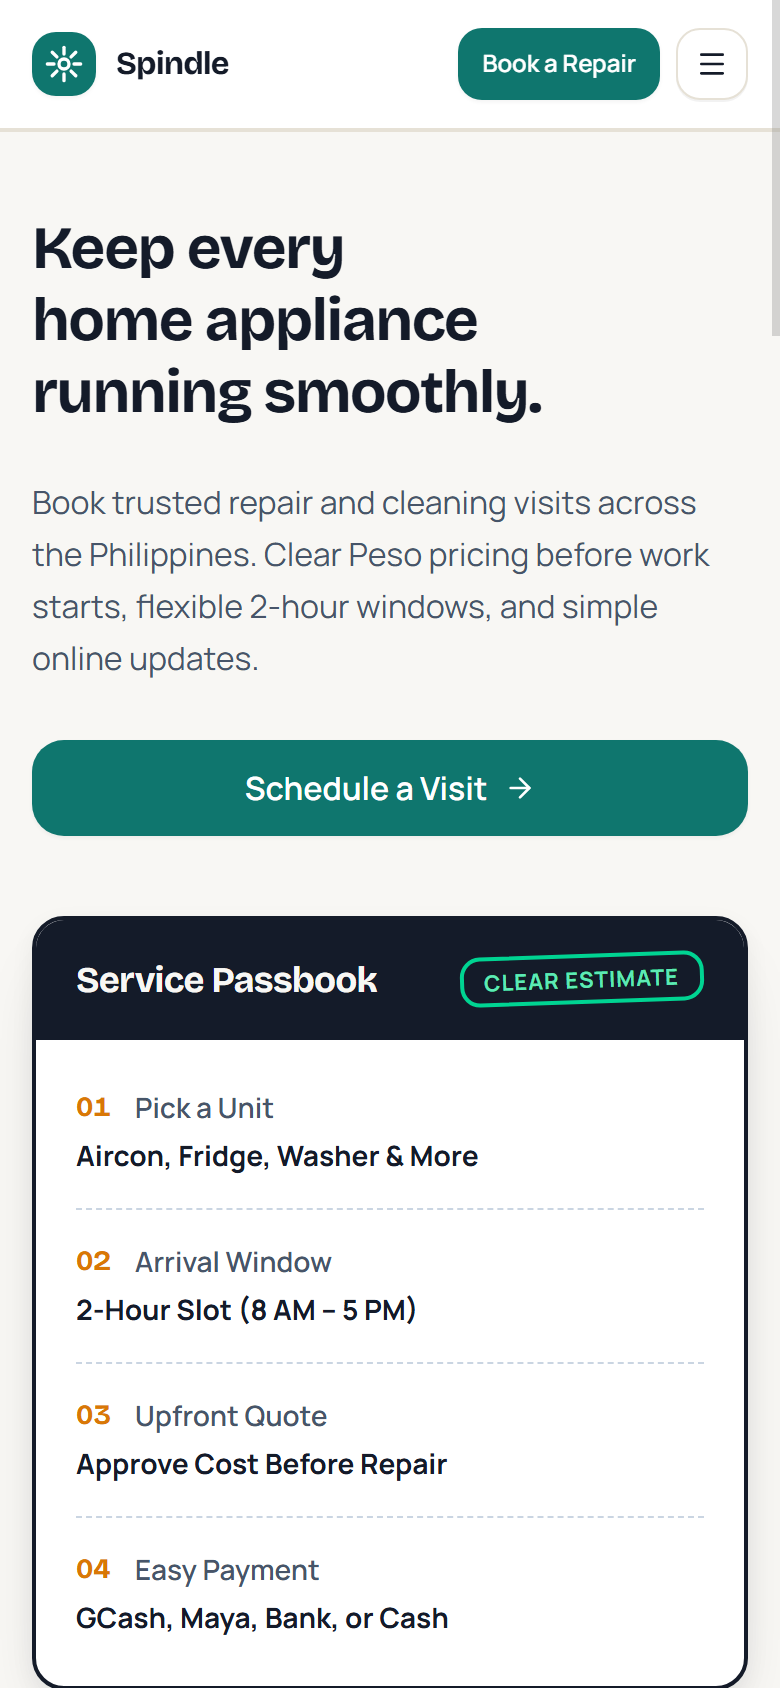 Spindle
Book a Repair
Keep every
home appliance
running smoothly.
Book trusted repair and cleaning visits across
the Philippines. Clear Peso pricing before work
starts, flexible 2-hour windows, and simple
online updates.
Schedule a Visit →
Service Passbook
CLEAR ESTIMATE
01 Pick a Unit
Aircon, Fridge, Washer & More
02 Arrival Window
2-Hour Slot (8 AM – 5 PM)
03 Upfront Quote
Approve Cost Before Repair
04 Easy Payment
GCash, Maya, Bank, or Cash